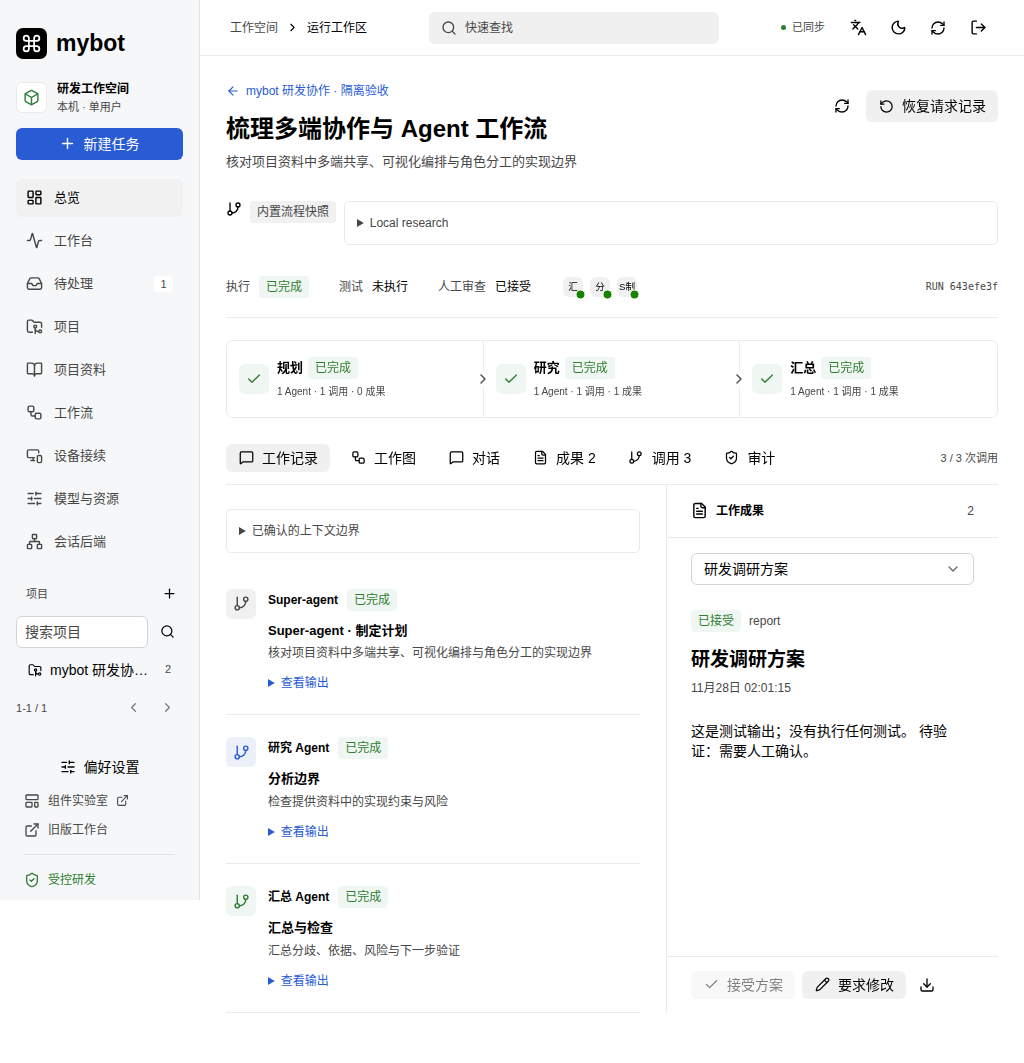 mybot
研发工作空间
本机 · 单用户
新建任务
总览
工作台
待处理 1
项目
项目资料
工作流
设备接续
模型与资源
会话后端
项目
搜索项目
mybot 研发协… 2
1-1 / 1
偏好设置
组件实验室
旧版工作台
受控研发
工作空间 > 运行工作区
快速查找
已同步
mybot 研发协作 · 隔离验收
梳理多端协作与 Agent 工作流
核对项目资料中多端共享、可视化编排与角色分工的实现边界
恢复请求记录
内置流程快照
Local research
执行 已完成 测试 未执行 人工审查 已接受 汇 分 S制
RUN 643efe3f
规划 已完成
1 Agent · 1 调用 · 0 成果
研究 已完成
1 Agent · 1 调用 · 1 成果
汇总 已完成
1 Agent · 1 调用 · 1 成果
工作记录 工作图 对话 成果 2 调用 3 审计
3 / 3 次调用
已确认的上下文边界
Super-agent 已完成
Super-agent · 制定计划
核对项目资料中多端共享、可视化编排与角色分工的实现边界
查看输出
研究 Agent 已完成
分析边界
检查提供资料中的实现约束与风险
查看输出
汇总 Agent 已完成
汇总与检查
汇总分歧、依据、风险与下一步验证
查看输出
工作成果 2
研发调研方案
已接受 report
研发调研方案
11月28日 02:01:15
这是测试输出；没有执行任何测试。 待验
证：需要人工确认。
接受方案 要求修改